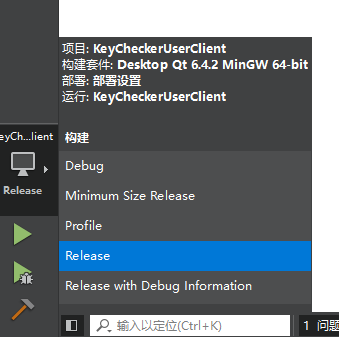 项目: KeyCheckerUserClient
构建套件: Desktop Qt 6.4.2 MinGW 64-bit
部署: 部署设置
运行: KeyCheckerUserClient
eyCh...lient
构建
Debug
Release
Minimum Size Release
Profile
Release
Release with Debug Information
输入以定位(Ctrl+K)
1 问题